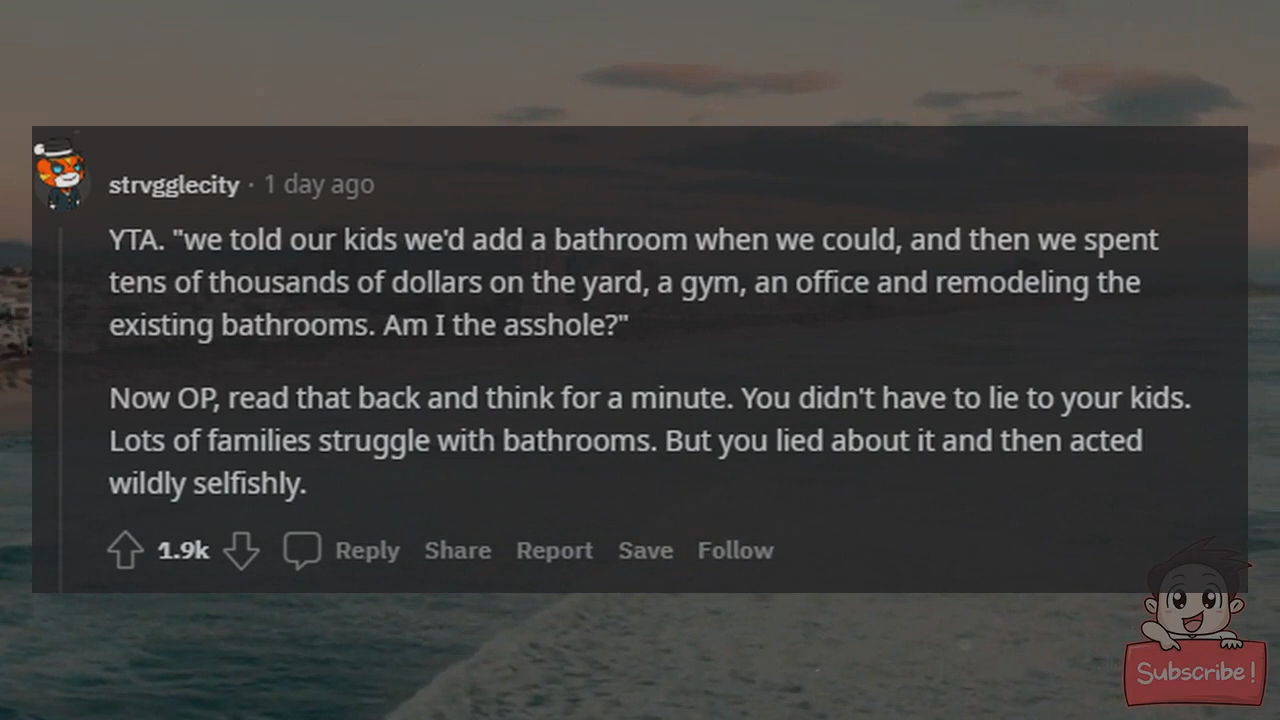 strvgglecity · 1 day ago
YTA. "we told our kids we'd add a bathroom when we could, and then we spent
tens of thousands of dollars on the yard, a gym, an office and remodeling the
existing bathrooms. Am I the asshole?"
Now OP, read that back and think for a minute. You didn't have to lie to your kids.
Lots of families struggle with bathrooms. But you lied about it and then acted
wildly selfishly.
1.9k Reply Share Report Save Follow
Subscribe!